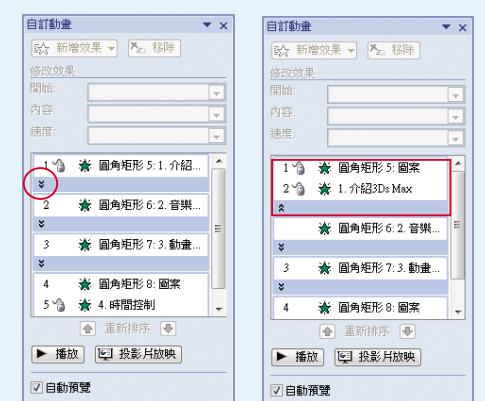 自訂動畫
新增效果 移除
修改效果
開始:
內容:
速度:
1 圓角矩形 5: 1. 介紹...
2 圓角矩形 6: 2. 音樂...
3 圓角矩形 7: 3. 動畫...
4 圓角矩形 8: 圖案
5 4. 時間控制
重新排序
播放 投影片放映
自動預覽
自訂動畫
新增效果 移除
修改效果
開始:
內容:
速度:
1 圓角矩形 5: 圖案
2 1. 介紹3Ds Max
圓角矩形 6: 2. 音樂...
3 圓角矩形 7: 3. 動畫...
4 圓角矩形 8: 圖案
重新排序
播放 投影片放映
自動預覽